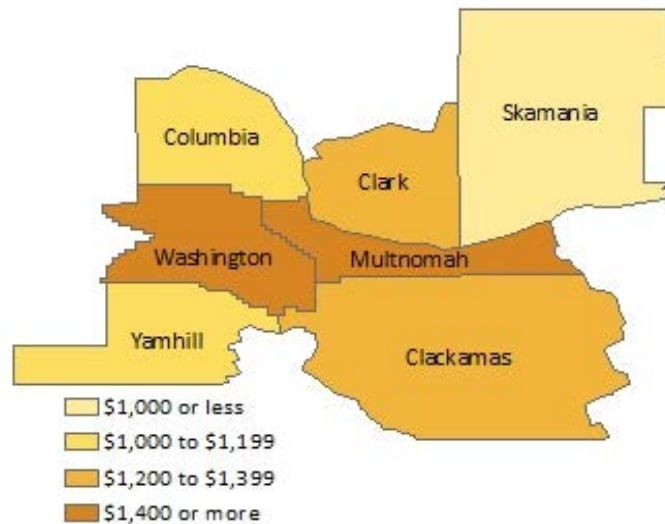 Skamania
Columbia
Clark
Washington
Multnomah
Yamhill
Clackamas
$1,000 or less
$1,000 to $1,199
$1,200 to $1,399
$1,400 or more